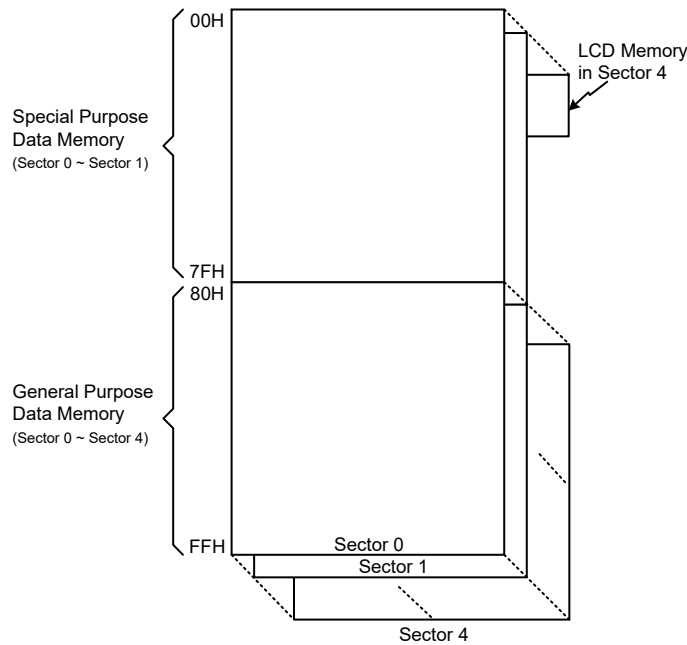 00H
LCD Memory
in Sector 4
Special Purpose
Data Memory
(Sector 0 ~ Sector 1)
7FH
80H
General Purpose
Data Memory
(Sector 0 ~ Sector 4)
FFH
Sector 0
Sector 1
Sector 4